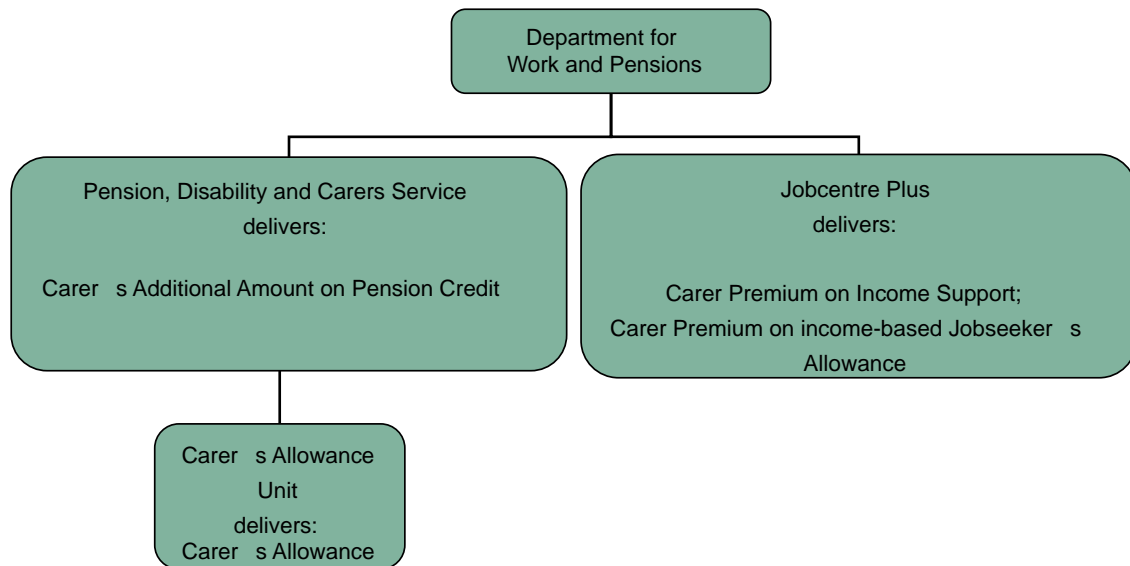 Department for
Work and Pensions
Pension, Disability and Carers Service
delivers:
Carer s Additional Amount on Pension Credit
Jobcentre Plus
delivers:
Carer Premium on Income Support;
Carer Premium on income-based Jobseeker s
Allowance
Carer s Allowance
Unit
delivers:
Carer s Allowance